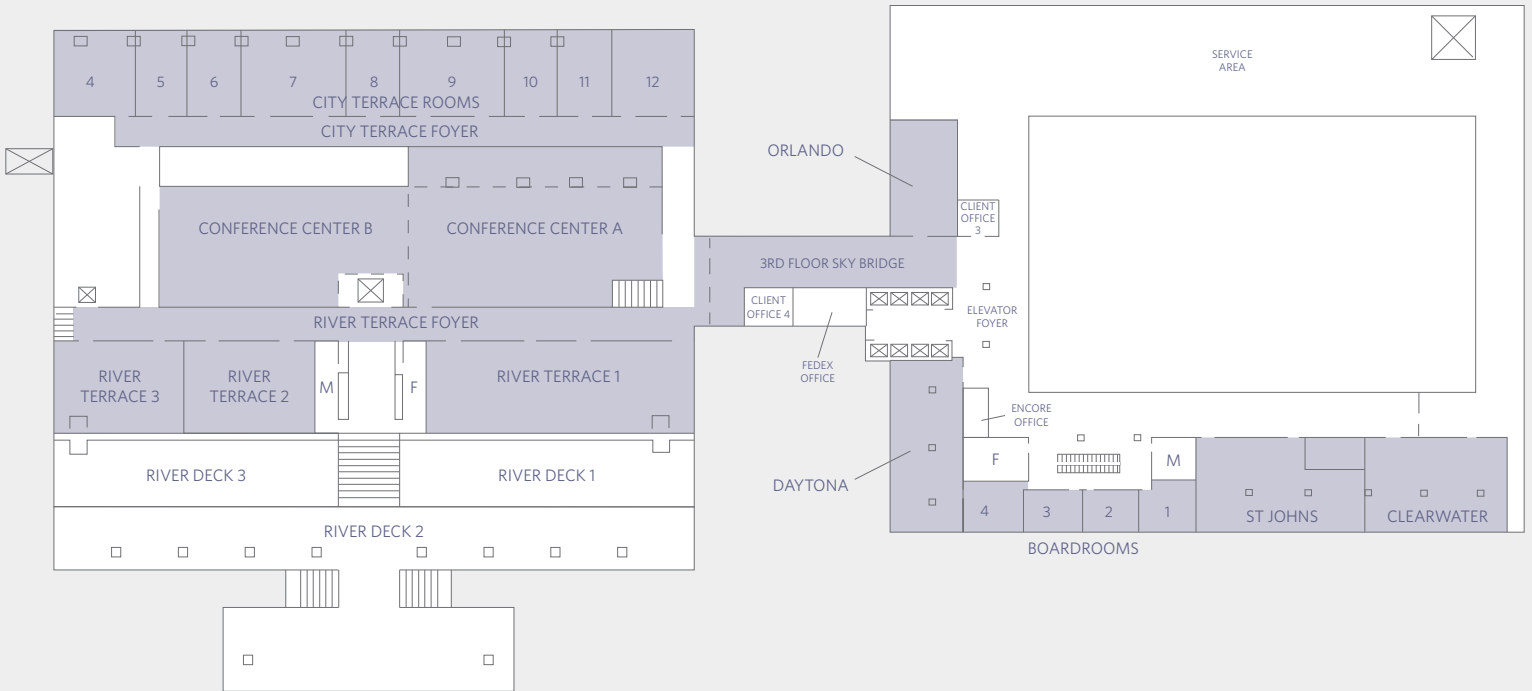 4
5
6
7
8
9
10
11
12
CITY TERRACE ROOMS
CITY TERRACE FOYER
CONFERENCE CENTER B
CONFERENCE CENTER A
RIVER TERRACE FOYER
RIVER
TERRACE 3
RIVER
TERRACE 2
M
F
RIVER TERRACE 1
RIVER DECK 3
RIVER DECK 1
RIVER DECK 2
SERVICE
AREA
ORLANDO
CLIENT
OFFICE
3
3RD FLOOR SKY BRIDGE
CLIENT
OFFICE 4
FEDEX
OFFICE
ELEVATOR
FOYER
ENCORE
OFFICE
DAYTONA
F
M
4
3
2
1
BOARDROOMS
ST JOHNS
CLEARWATER